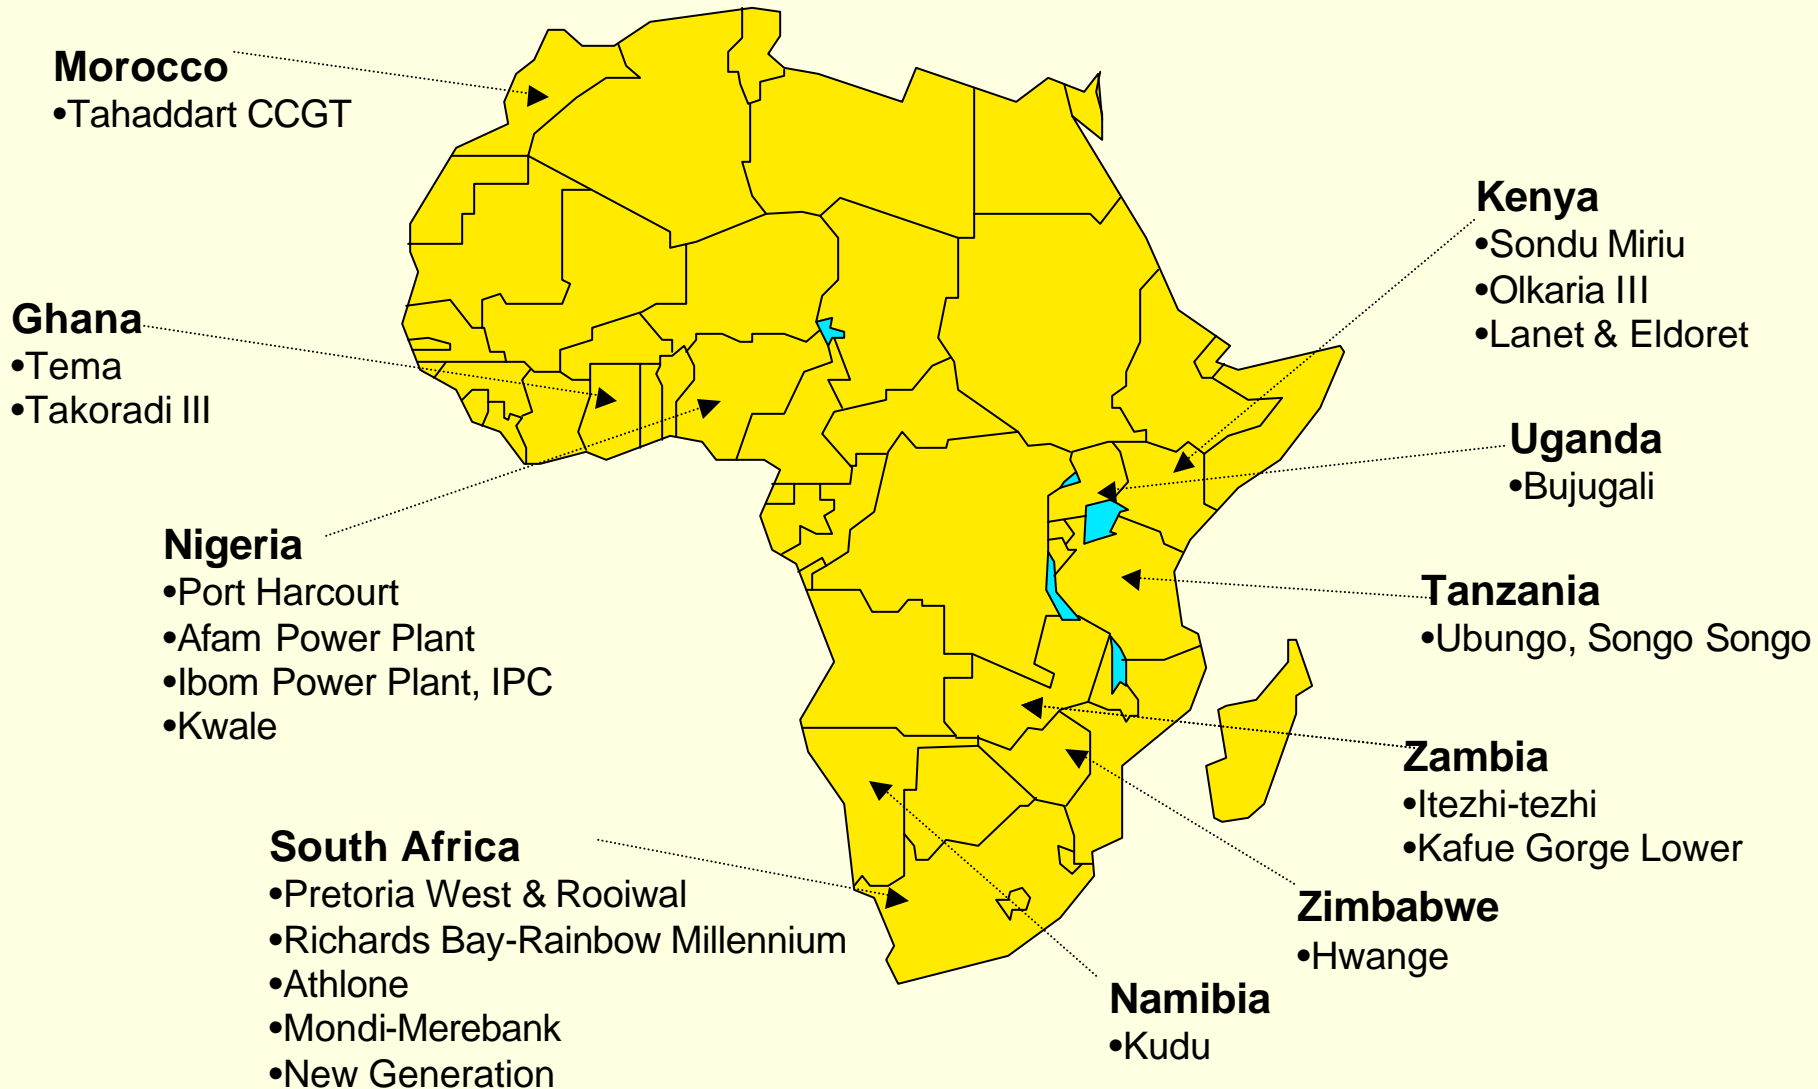 Morocco
•Tahaddart CCGT
Ghana
•Tema
•Takoradi III
Nigeria
•Port Harcourt
•Afam Power Plant
•Ibom Power Plant, IPC
•Kwale
South Africa
•Pretoria West & Rooiwal
•Richards Bay-Rainbow Millennium
•Athlone
•Mondi-Merebank
•New Generation
Kenya
•Sondu Miriu
•Olkaria III
•Lanet & Eldoret
Uganda
•Bujugali
Tanzania
•Ubungo, Songo Songo
Zambia
•Itezhi-tezhi
•Kafue Gorge Lower
Zimbabwe
•Hwange
Namibia
•Kudu